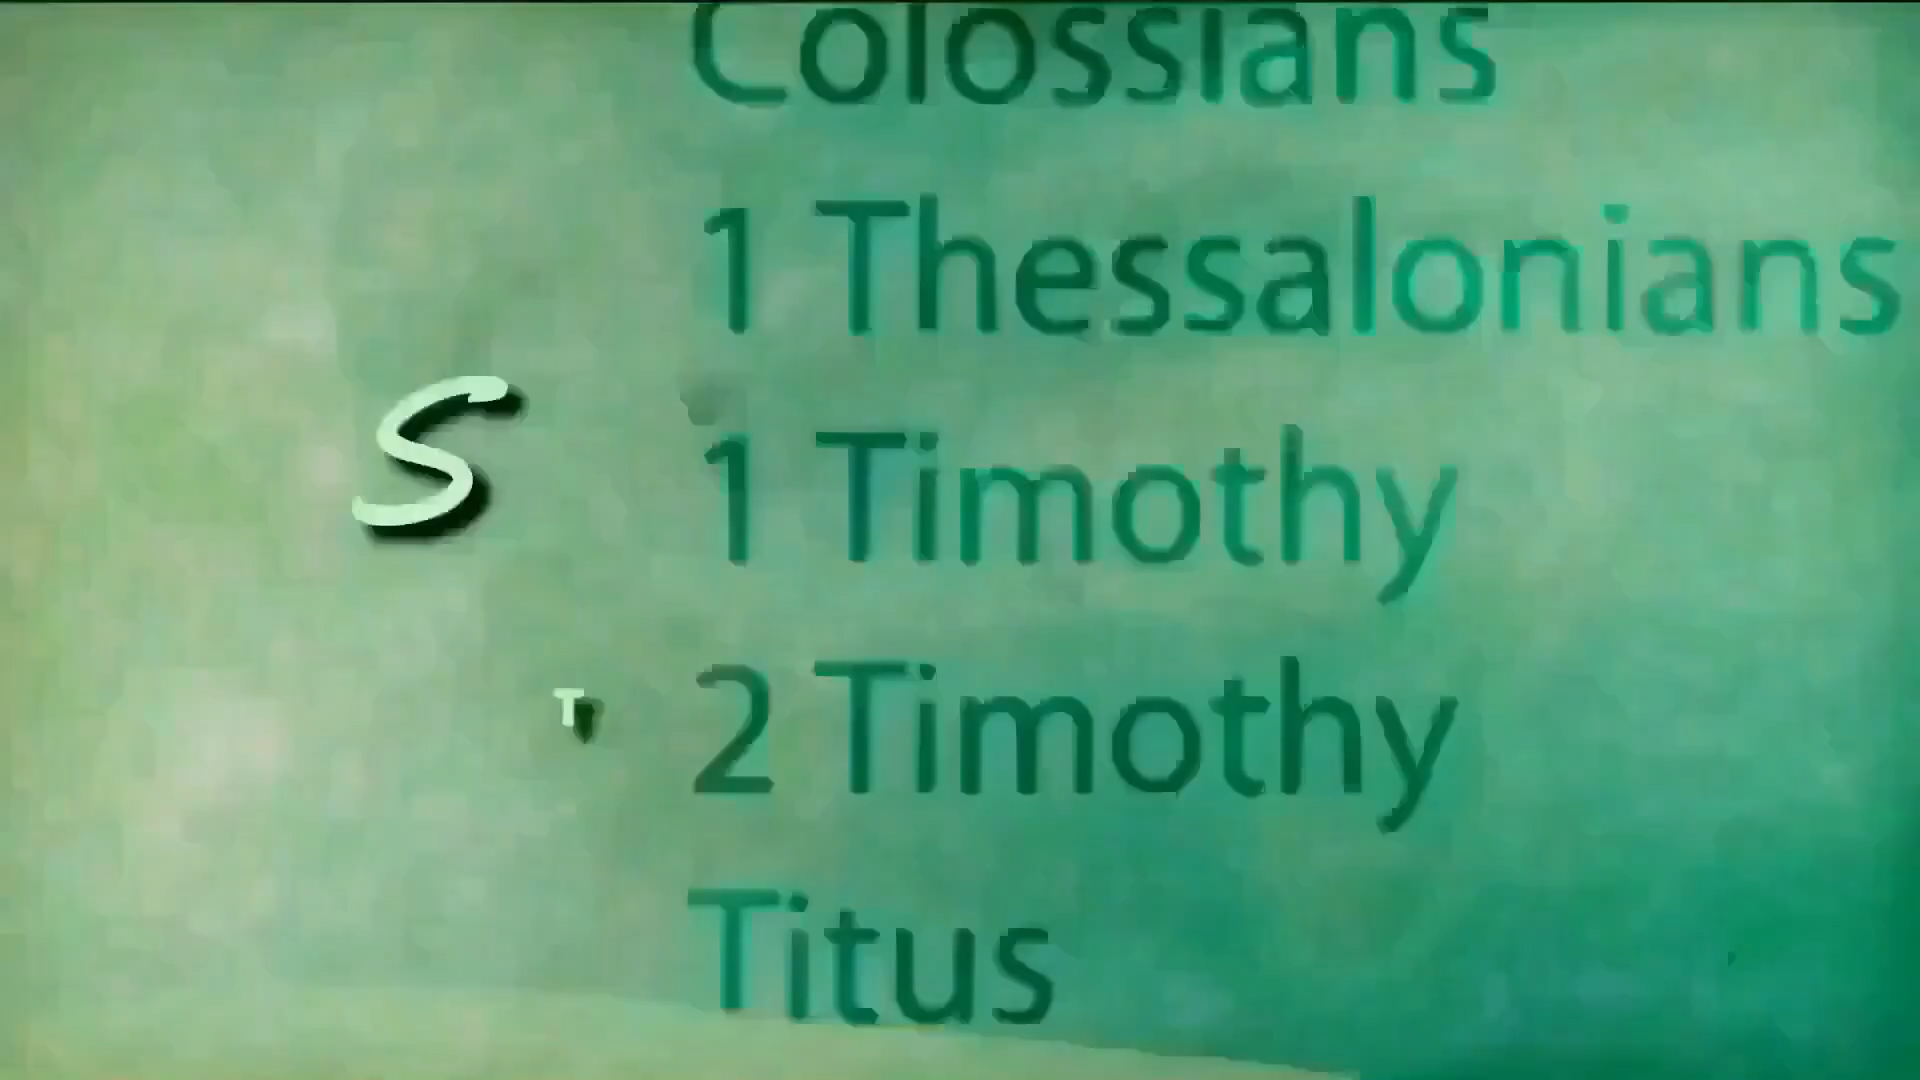 Colossians
1 Thessalonians
S
1 Timothy
T
2 Timothy
Titus